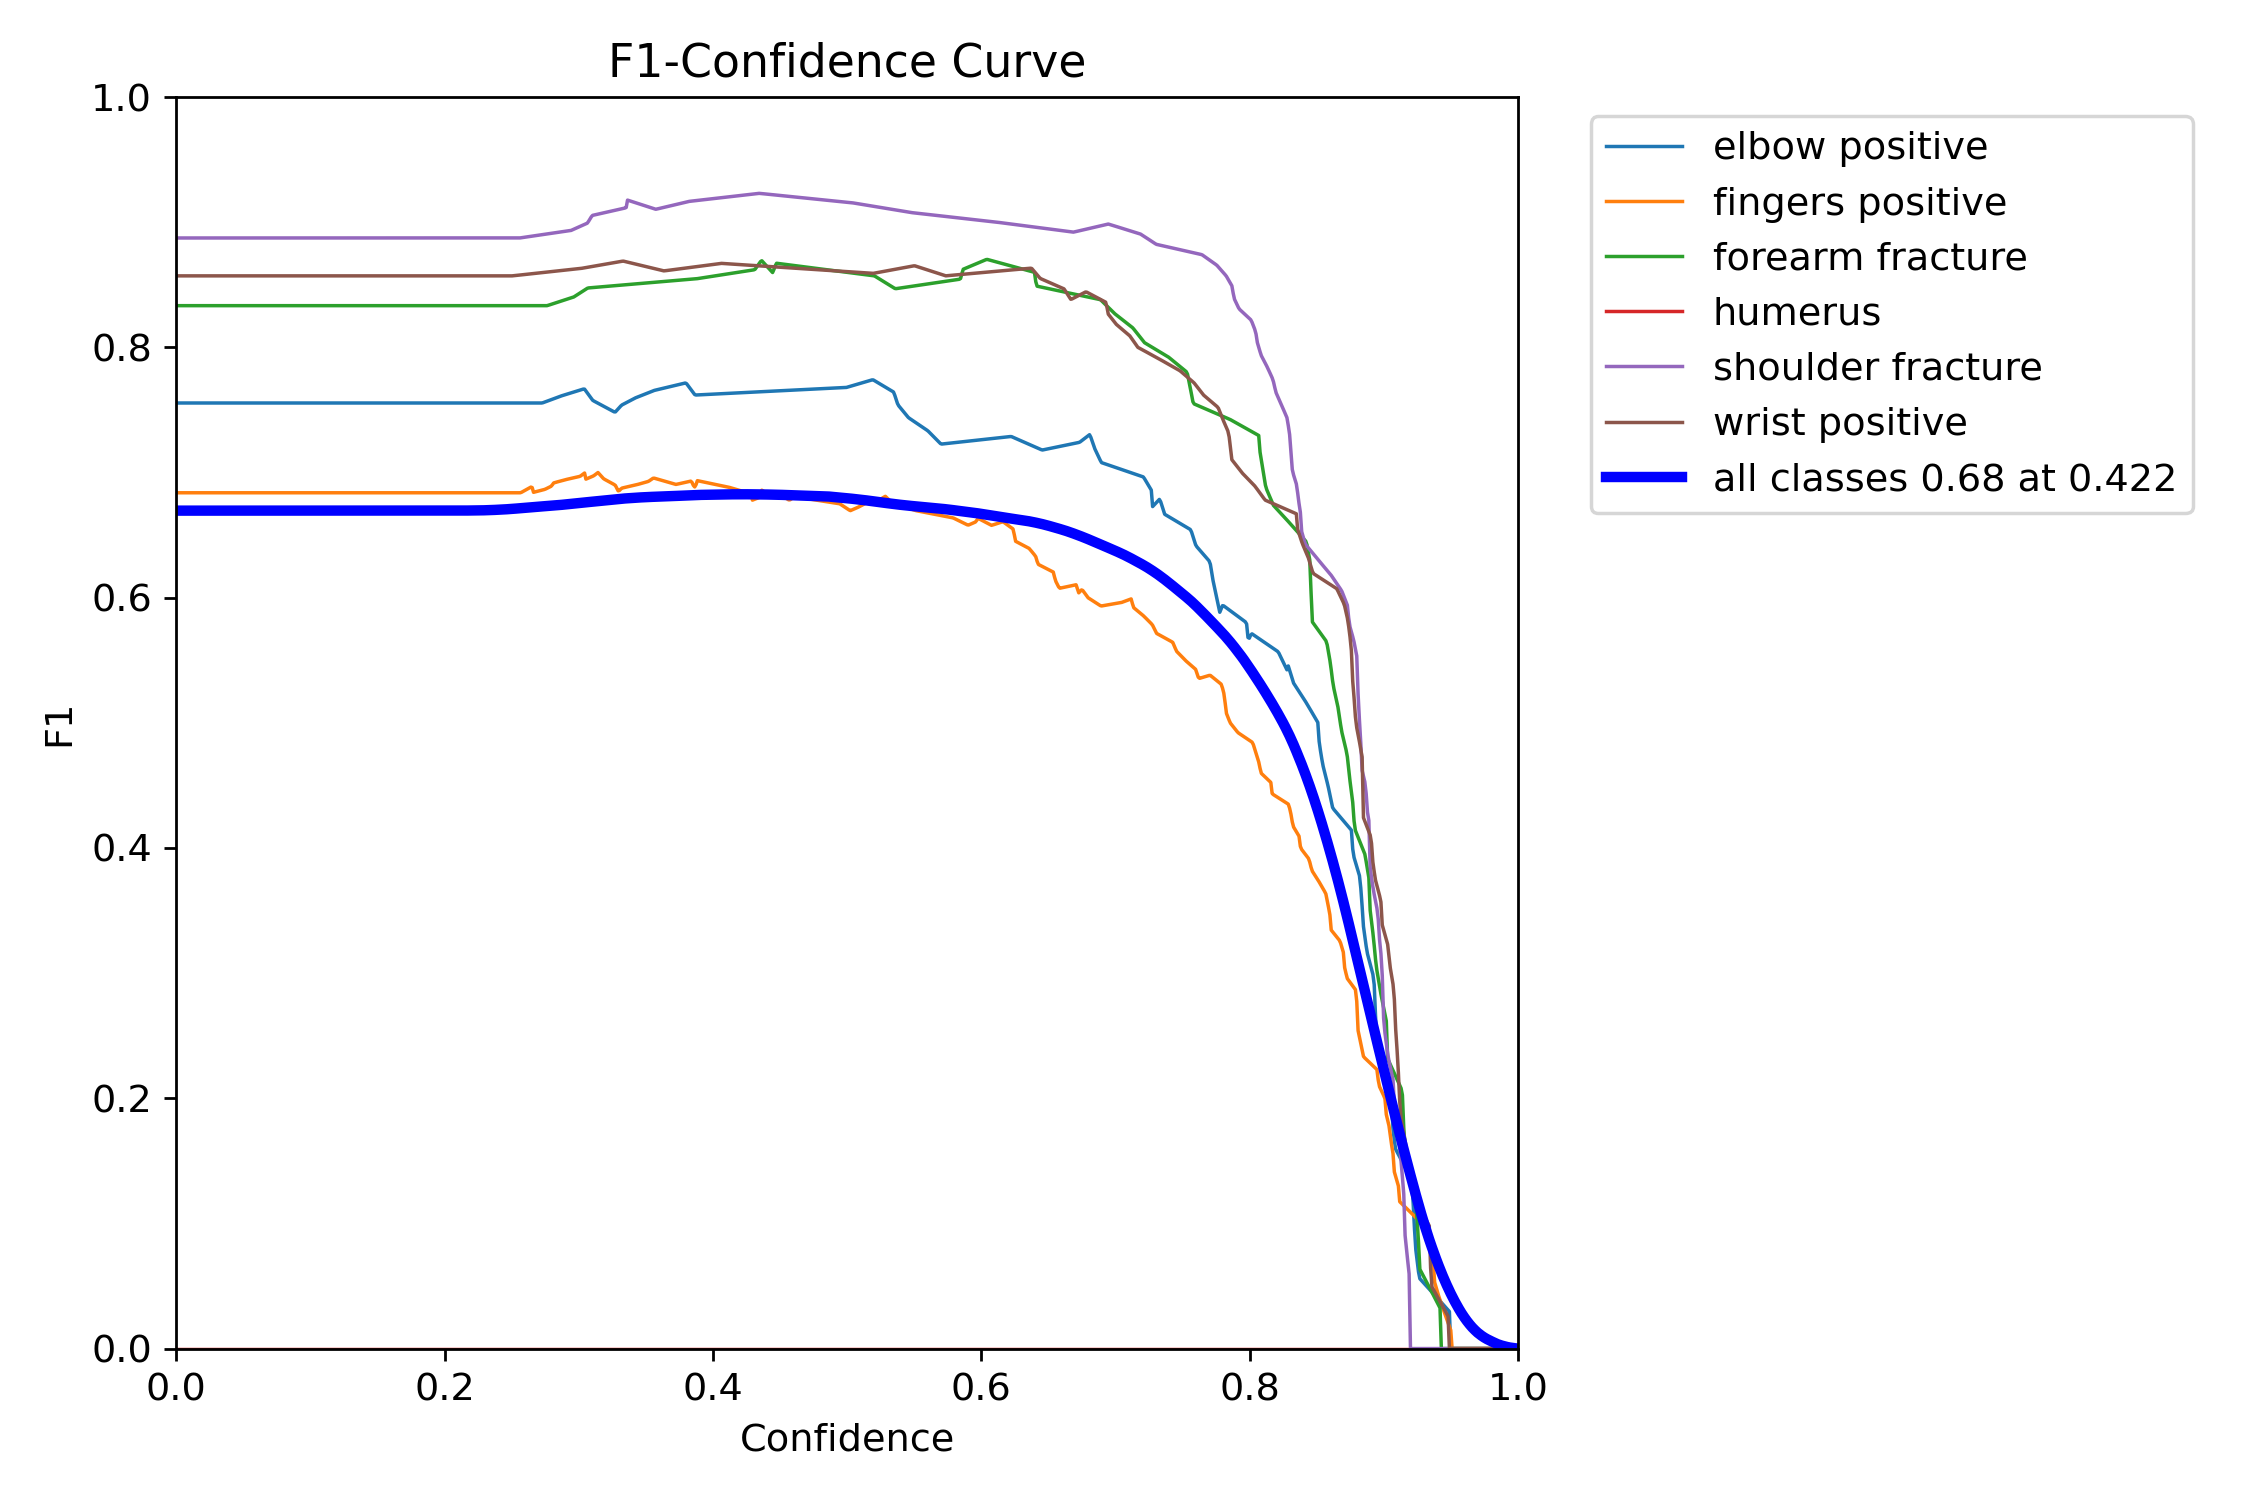 F1-Confidence Curve
1.0
0.8
0.6
0.4
0.2
0.0
F1
0.0 0.2 0.4 0.6 0.8 1.0
Confidence
elbow positive
fingers positive
forearm fracture
humerus
shoulder fracture
wrist positive
all classes 0.68 at 0.422